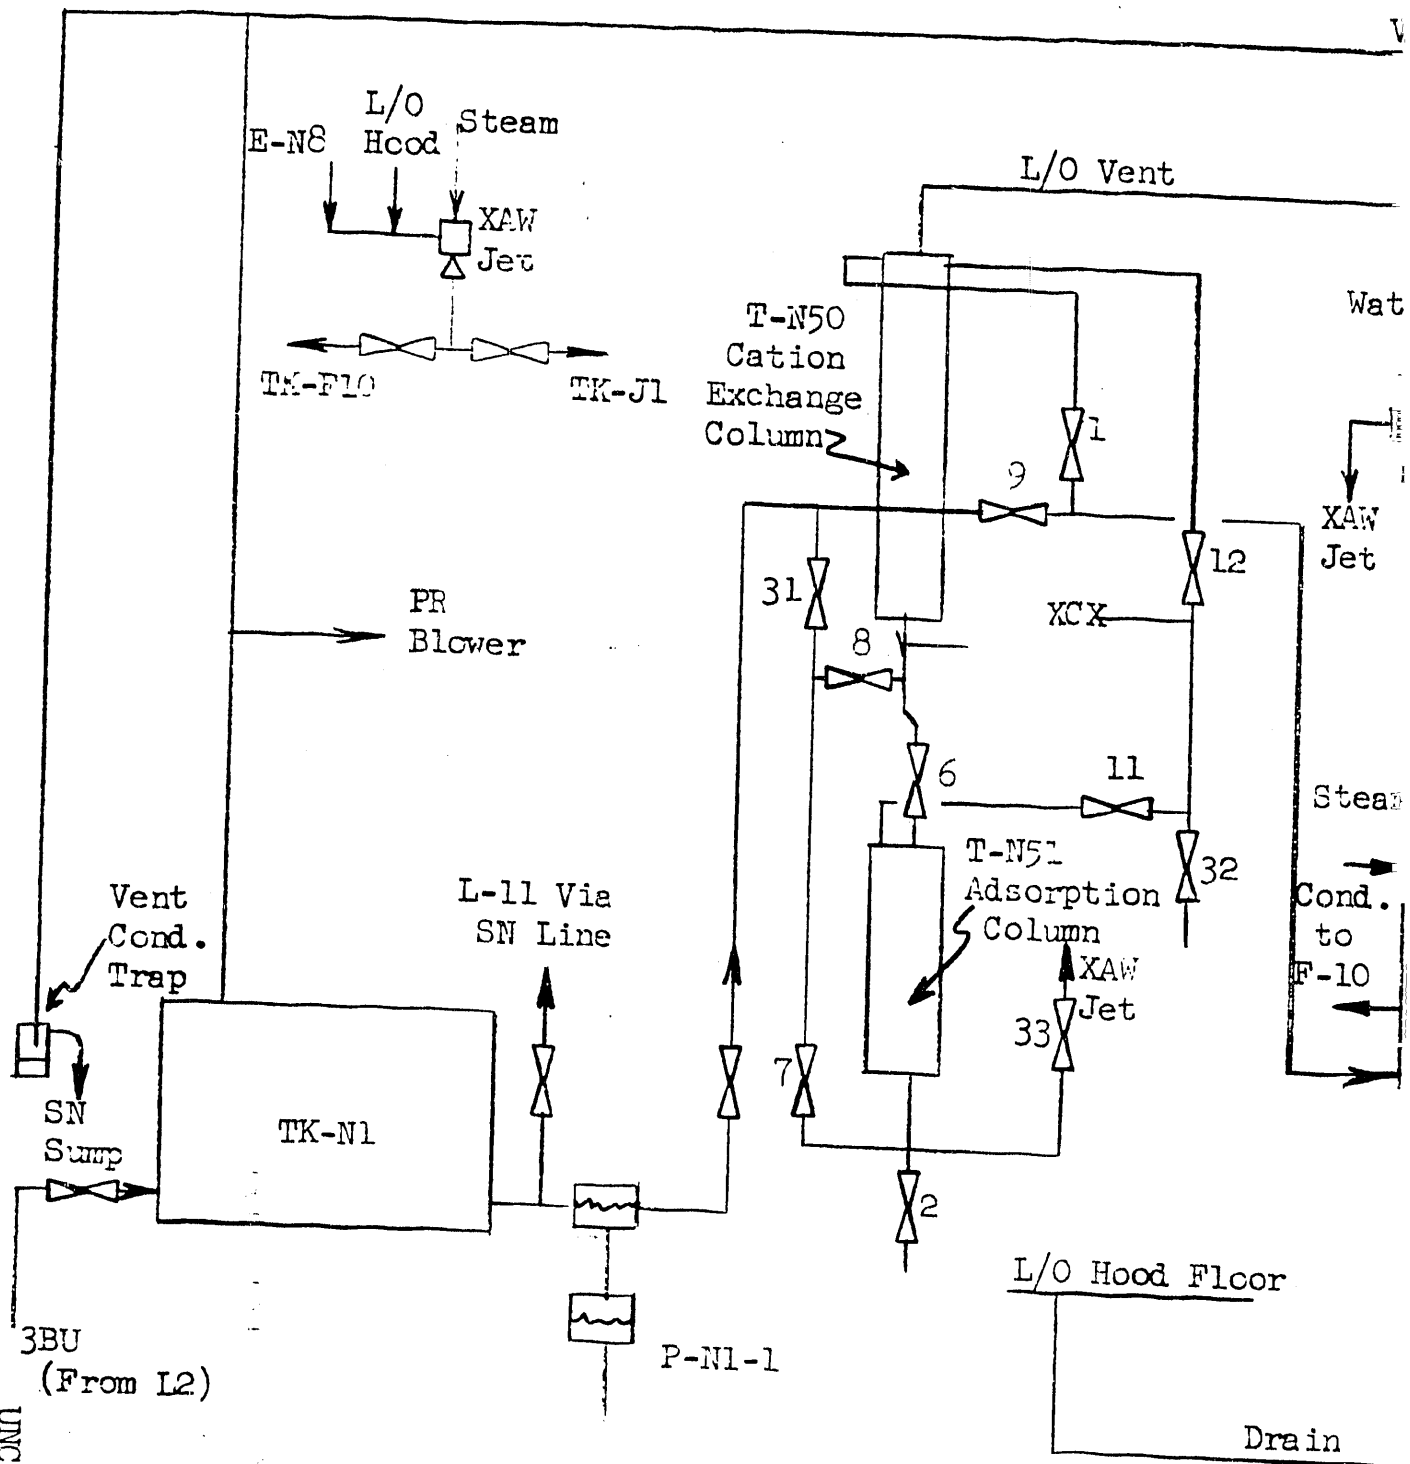 L/O
Hood
Steam
E-N8
XAW
Jet
TK-F10
TK-J1
L/O Vent
T-N50
Cation
Exchange
Column
Wat
1
9
XAW
Jet
12
31
XCX
PR
Blower
8
6
11
Steam
T-N51
Adsorption
Column
32
Vent
Cond.
Trap
L-11 Via
SN Line
Cond.
to
F-10
XAW
Jet
33
7
SN
Sump
TK-N1
2
L/O Hood Floor
3BU
(From L2)
P-N1-1
UNC
Drain